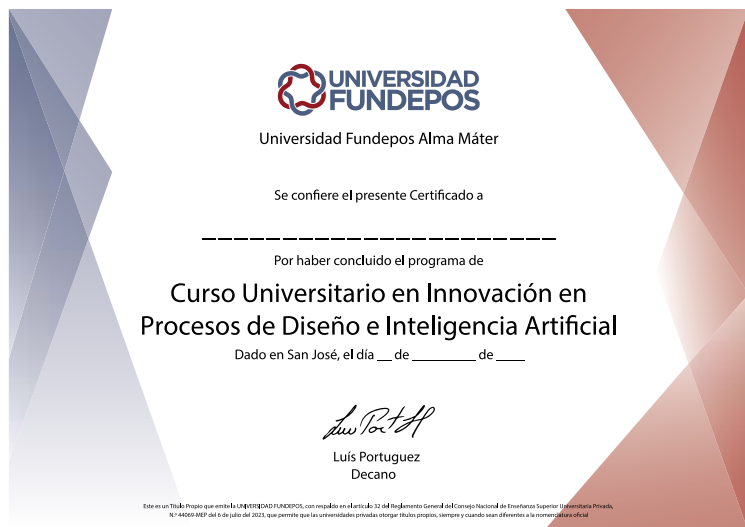 UNIVERSIDAD
FUNDEPOS
Universidad Fundepos Alma Máter
Se confiere el presente Certificado a
______________________
Por haber concluido el programa de
Curso Universitario en Innovación en
Procesos de Diseño e Inteligencia Artificial
Dado en San José, el día __ de ________ de ____
Luís Portuguez
Decano
Este es un Título Propio que emite la UNIVERSIDAD FUNDEPOS, con respaldo en el artículo 32 del Reglamento General del Consejo Nacional de Enseñanza Superior Universitaria Privada,
N.º 44069-MEP del 6 de julio del 2023, que permite que las universidades privadas otorgar títulos propios, siempre y cuando sean diferentes a la nomenclatura oficial